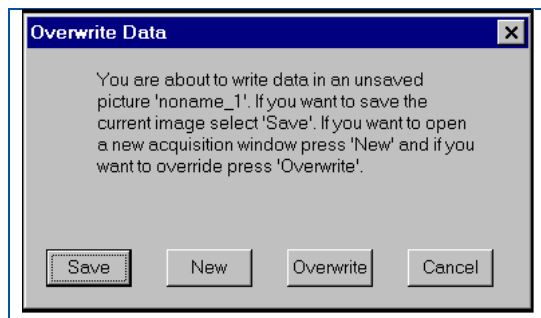 Overwrite Data
You are about to write data in an unsaved
picture 'noname_1'. If you want to save the
current image select 'Save'. If you want to open
a new acquisition window press 'New' and if you
want to override press 'Overwrite'.
Save New Overwrite Cancel